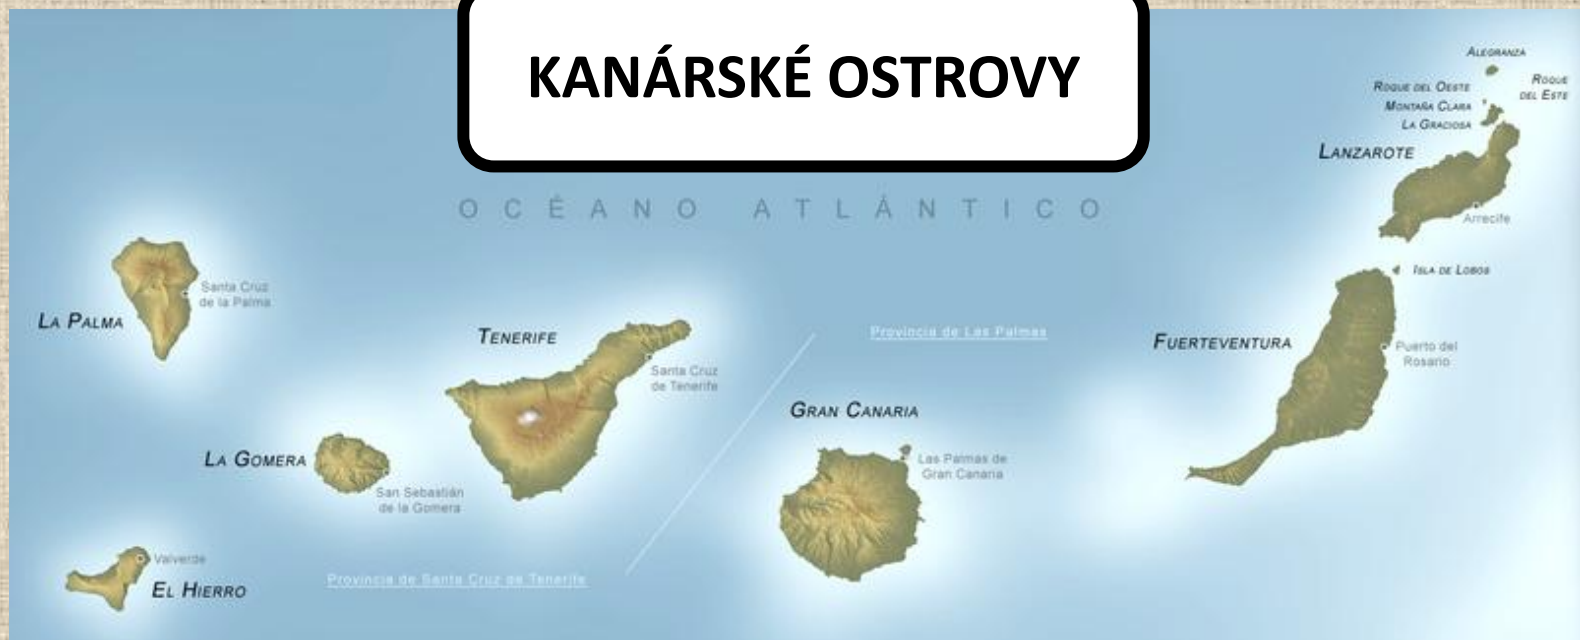 KANÁRSKÉ OSTROVY
ALEGRANZA
ROQUE
DEL ESTE
ROQUE DEL OESTE
MONTAÑA CLARA
LA GRACIOSA
LANZAROTE
OCÉANO ATLÁNTICO
Arrecife
ISLA DE LOBOS
Santa Cruz
de la Palma
LA PALMA
TENERIFE
Provincia de Las Palmas
FUERTEVENTURA
Puerto del
Rosario
Santa Cruz
de Tenerife
GRAN CANARIA
LA GOMERA
Las Palmas de
Gran Canaria
San Sebastián
de la Gomera
Valverde
EL HIERRO
Provincia de Santa Cruz de Tenerife